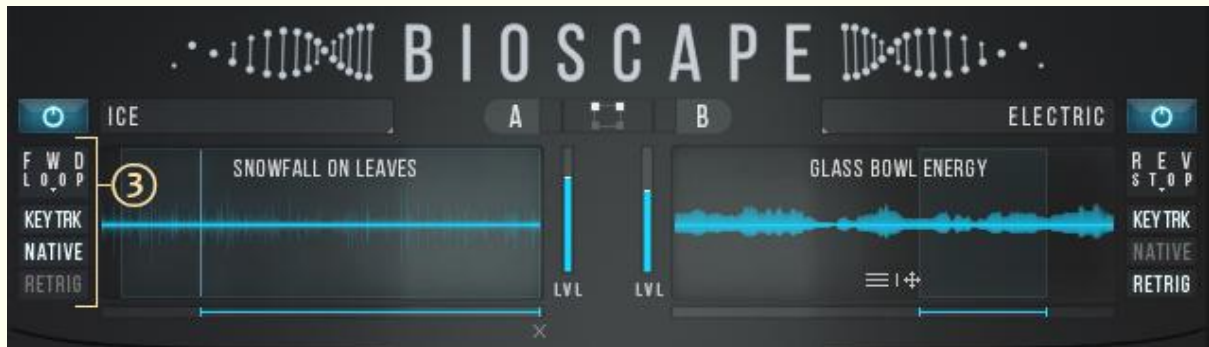 BIOSCAPE
ICE
A
B
ELECTRIC
FWD
LOOP
3
SNOWFALL ON LEAVES
GLASS BOWL ENERGY
REV
STOP
KEY TRK
KEY TRK
NATIVE
NATIVE
RETRIG
LVL
LVL
RETRIG